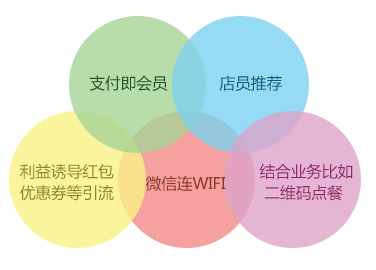 支付即会员
店员推荐
利益诱导红包
优惠券等引流
微信连WIFI
结合业务比如
二维码点餐